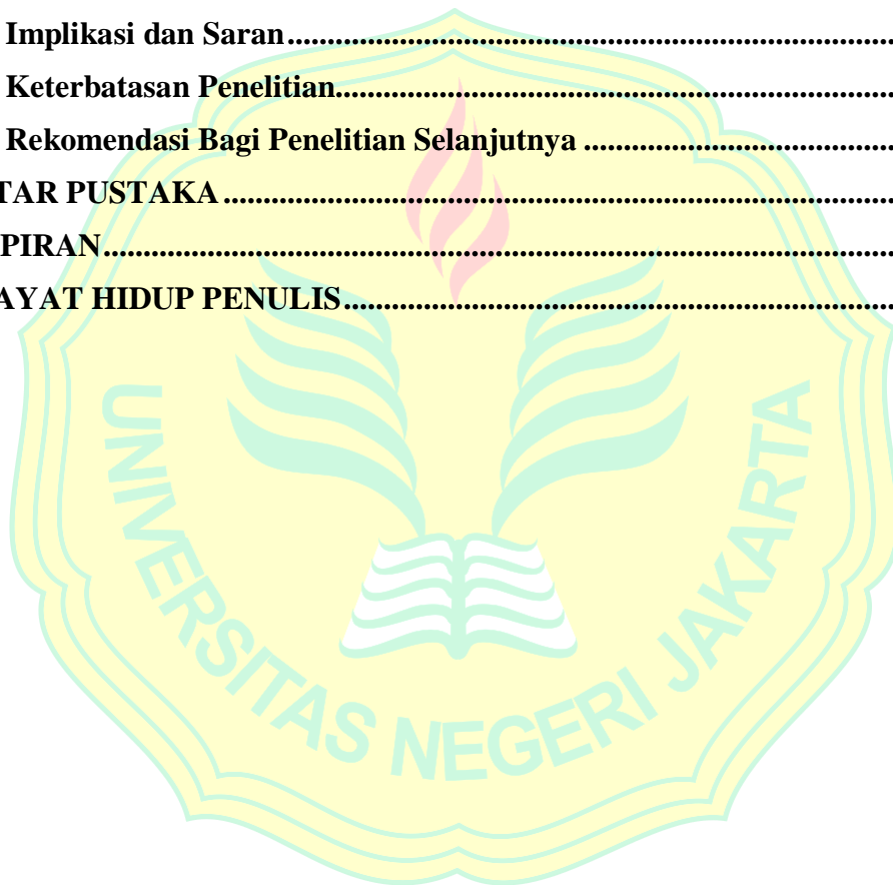 Implikasi dan Saran
Keterbatasan Penelitian
Rekomendasi Bagi Penelitian Selanjutnya
TAR PUSTAKA
PIRAN
AYAT HIDUP PENULIS
UNIVERSITAS NEGERI JAKARTA